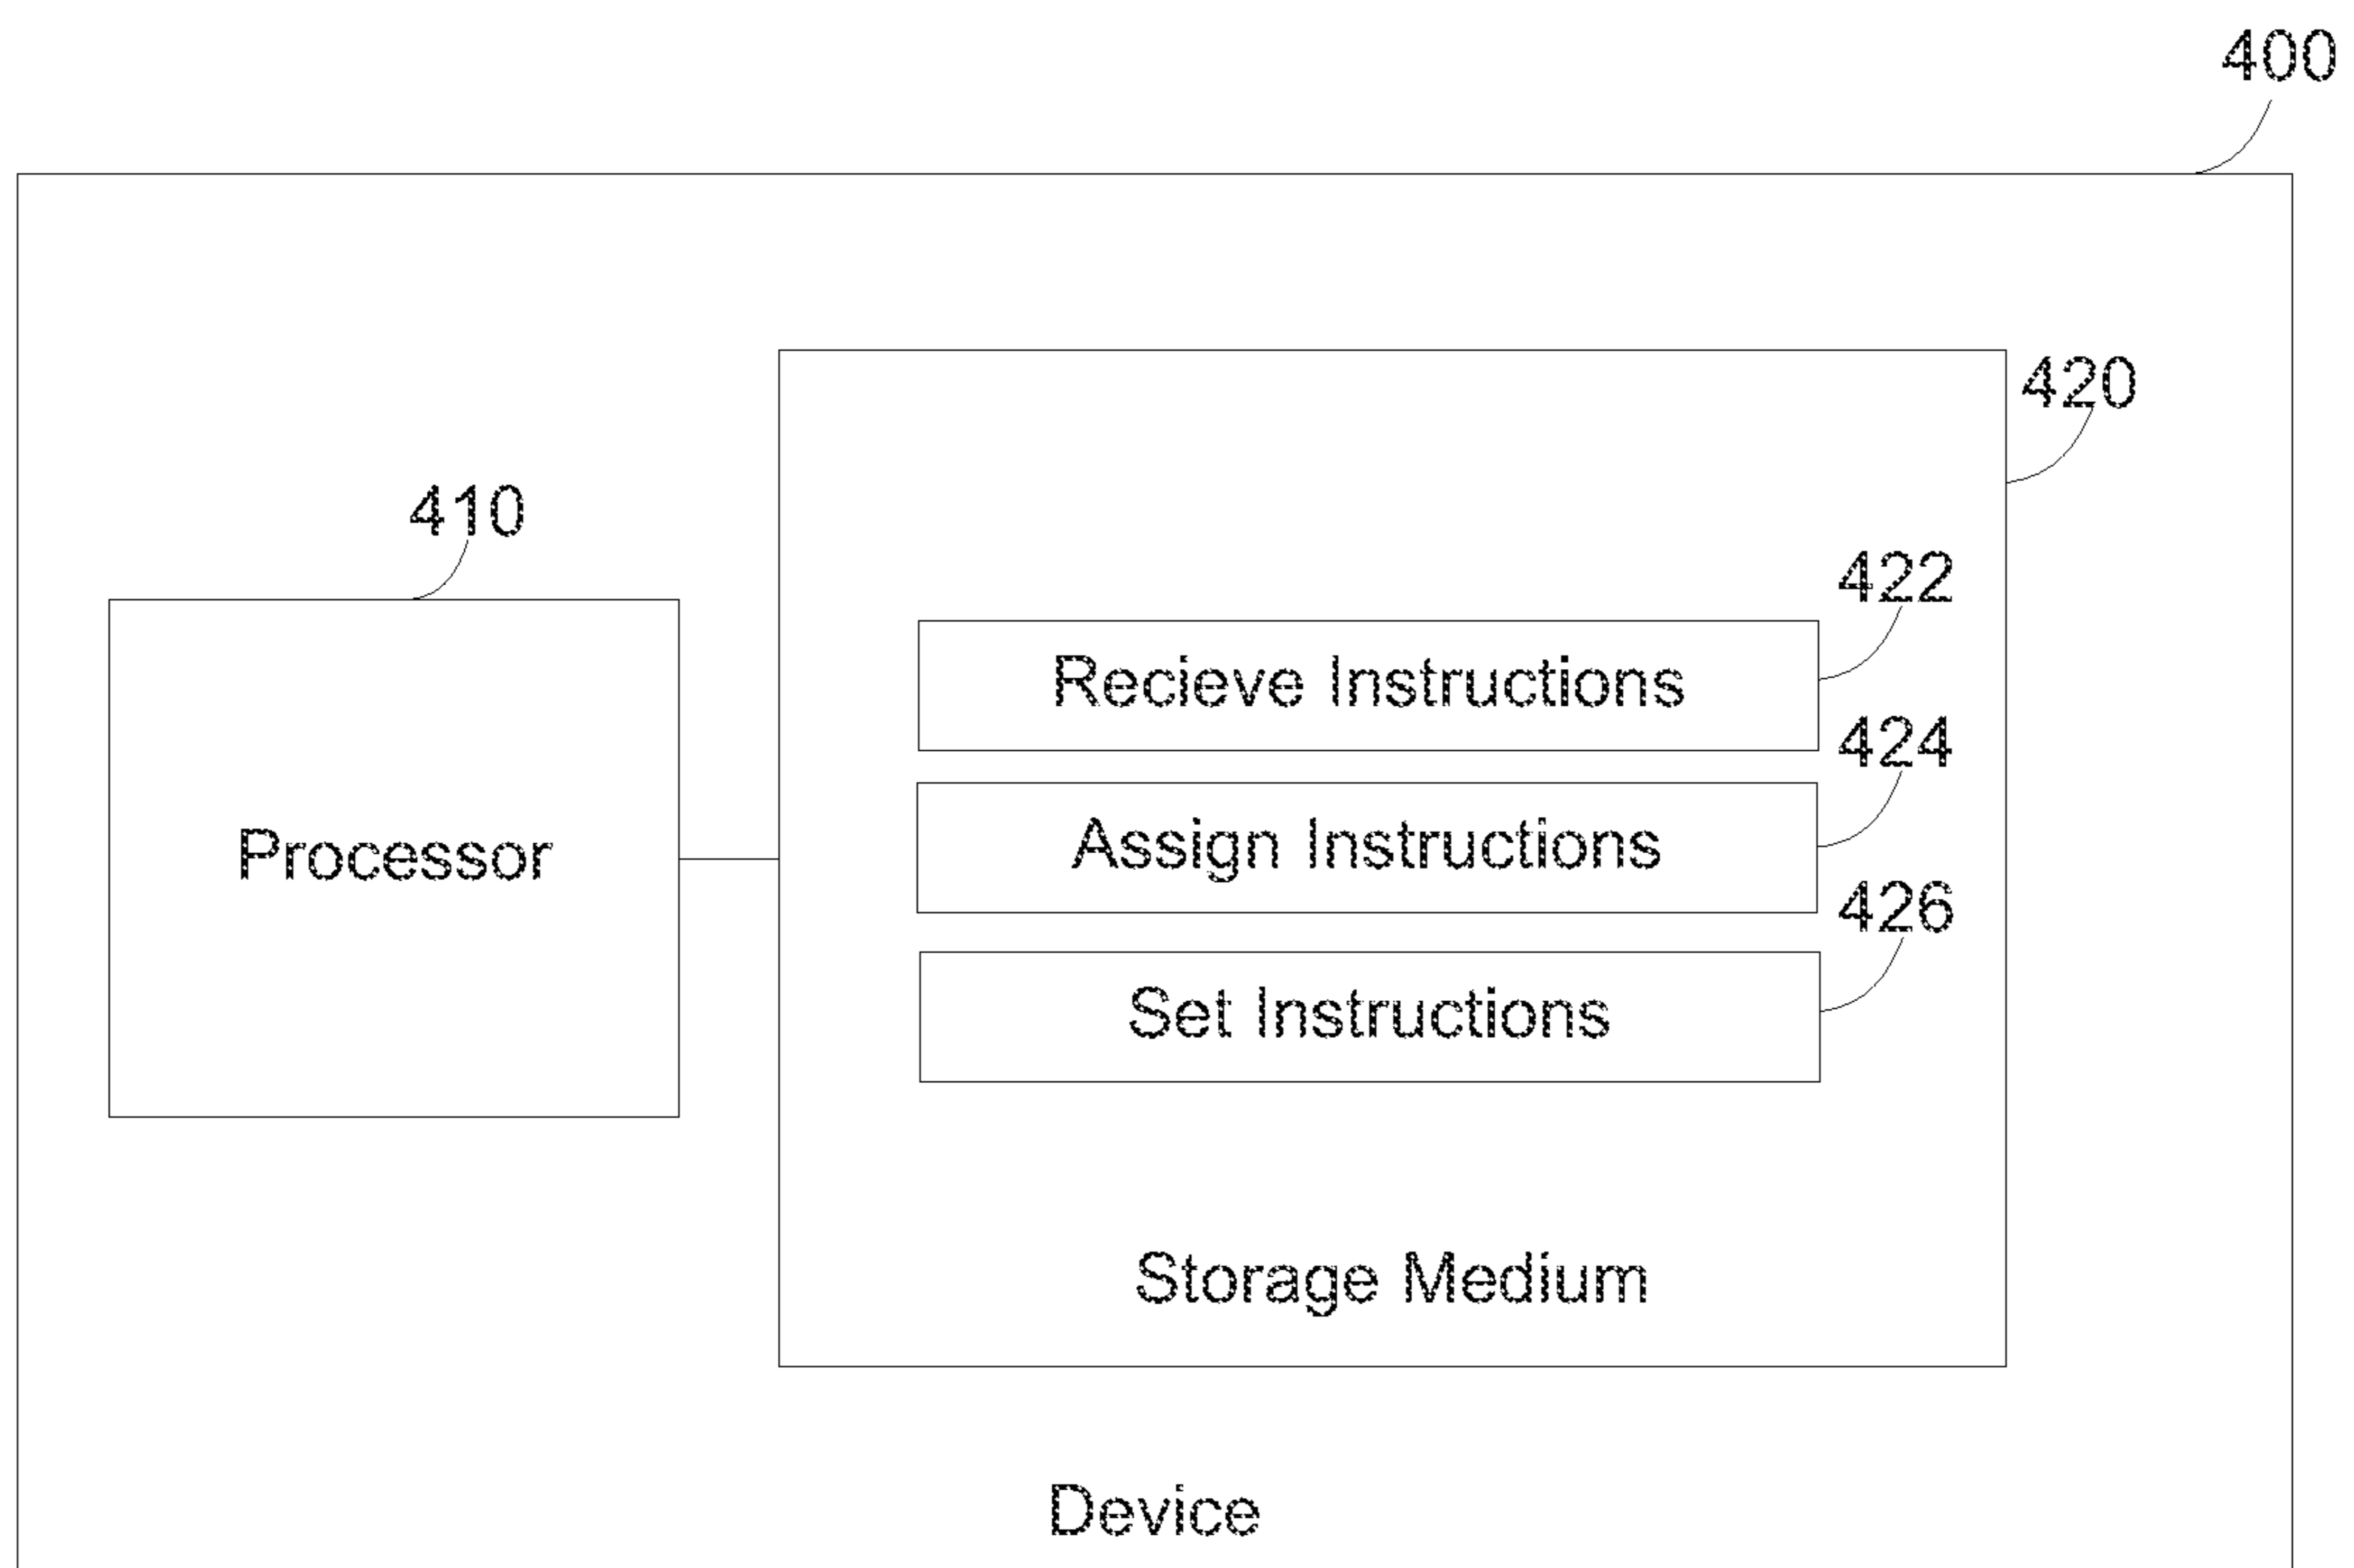 400
420
410
422
Recieve Instructions
424
Assign Instructions
426
Set Instructions
Processor
Storage Medium
Device